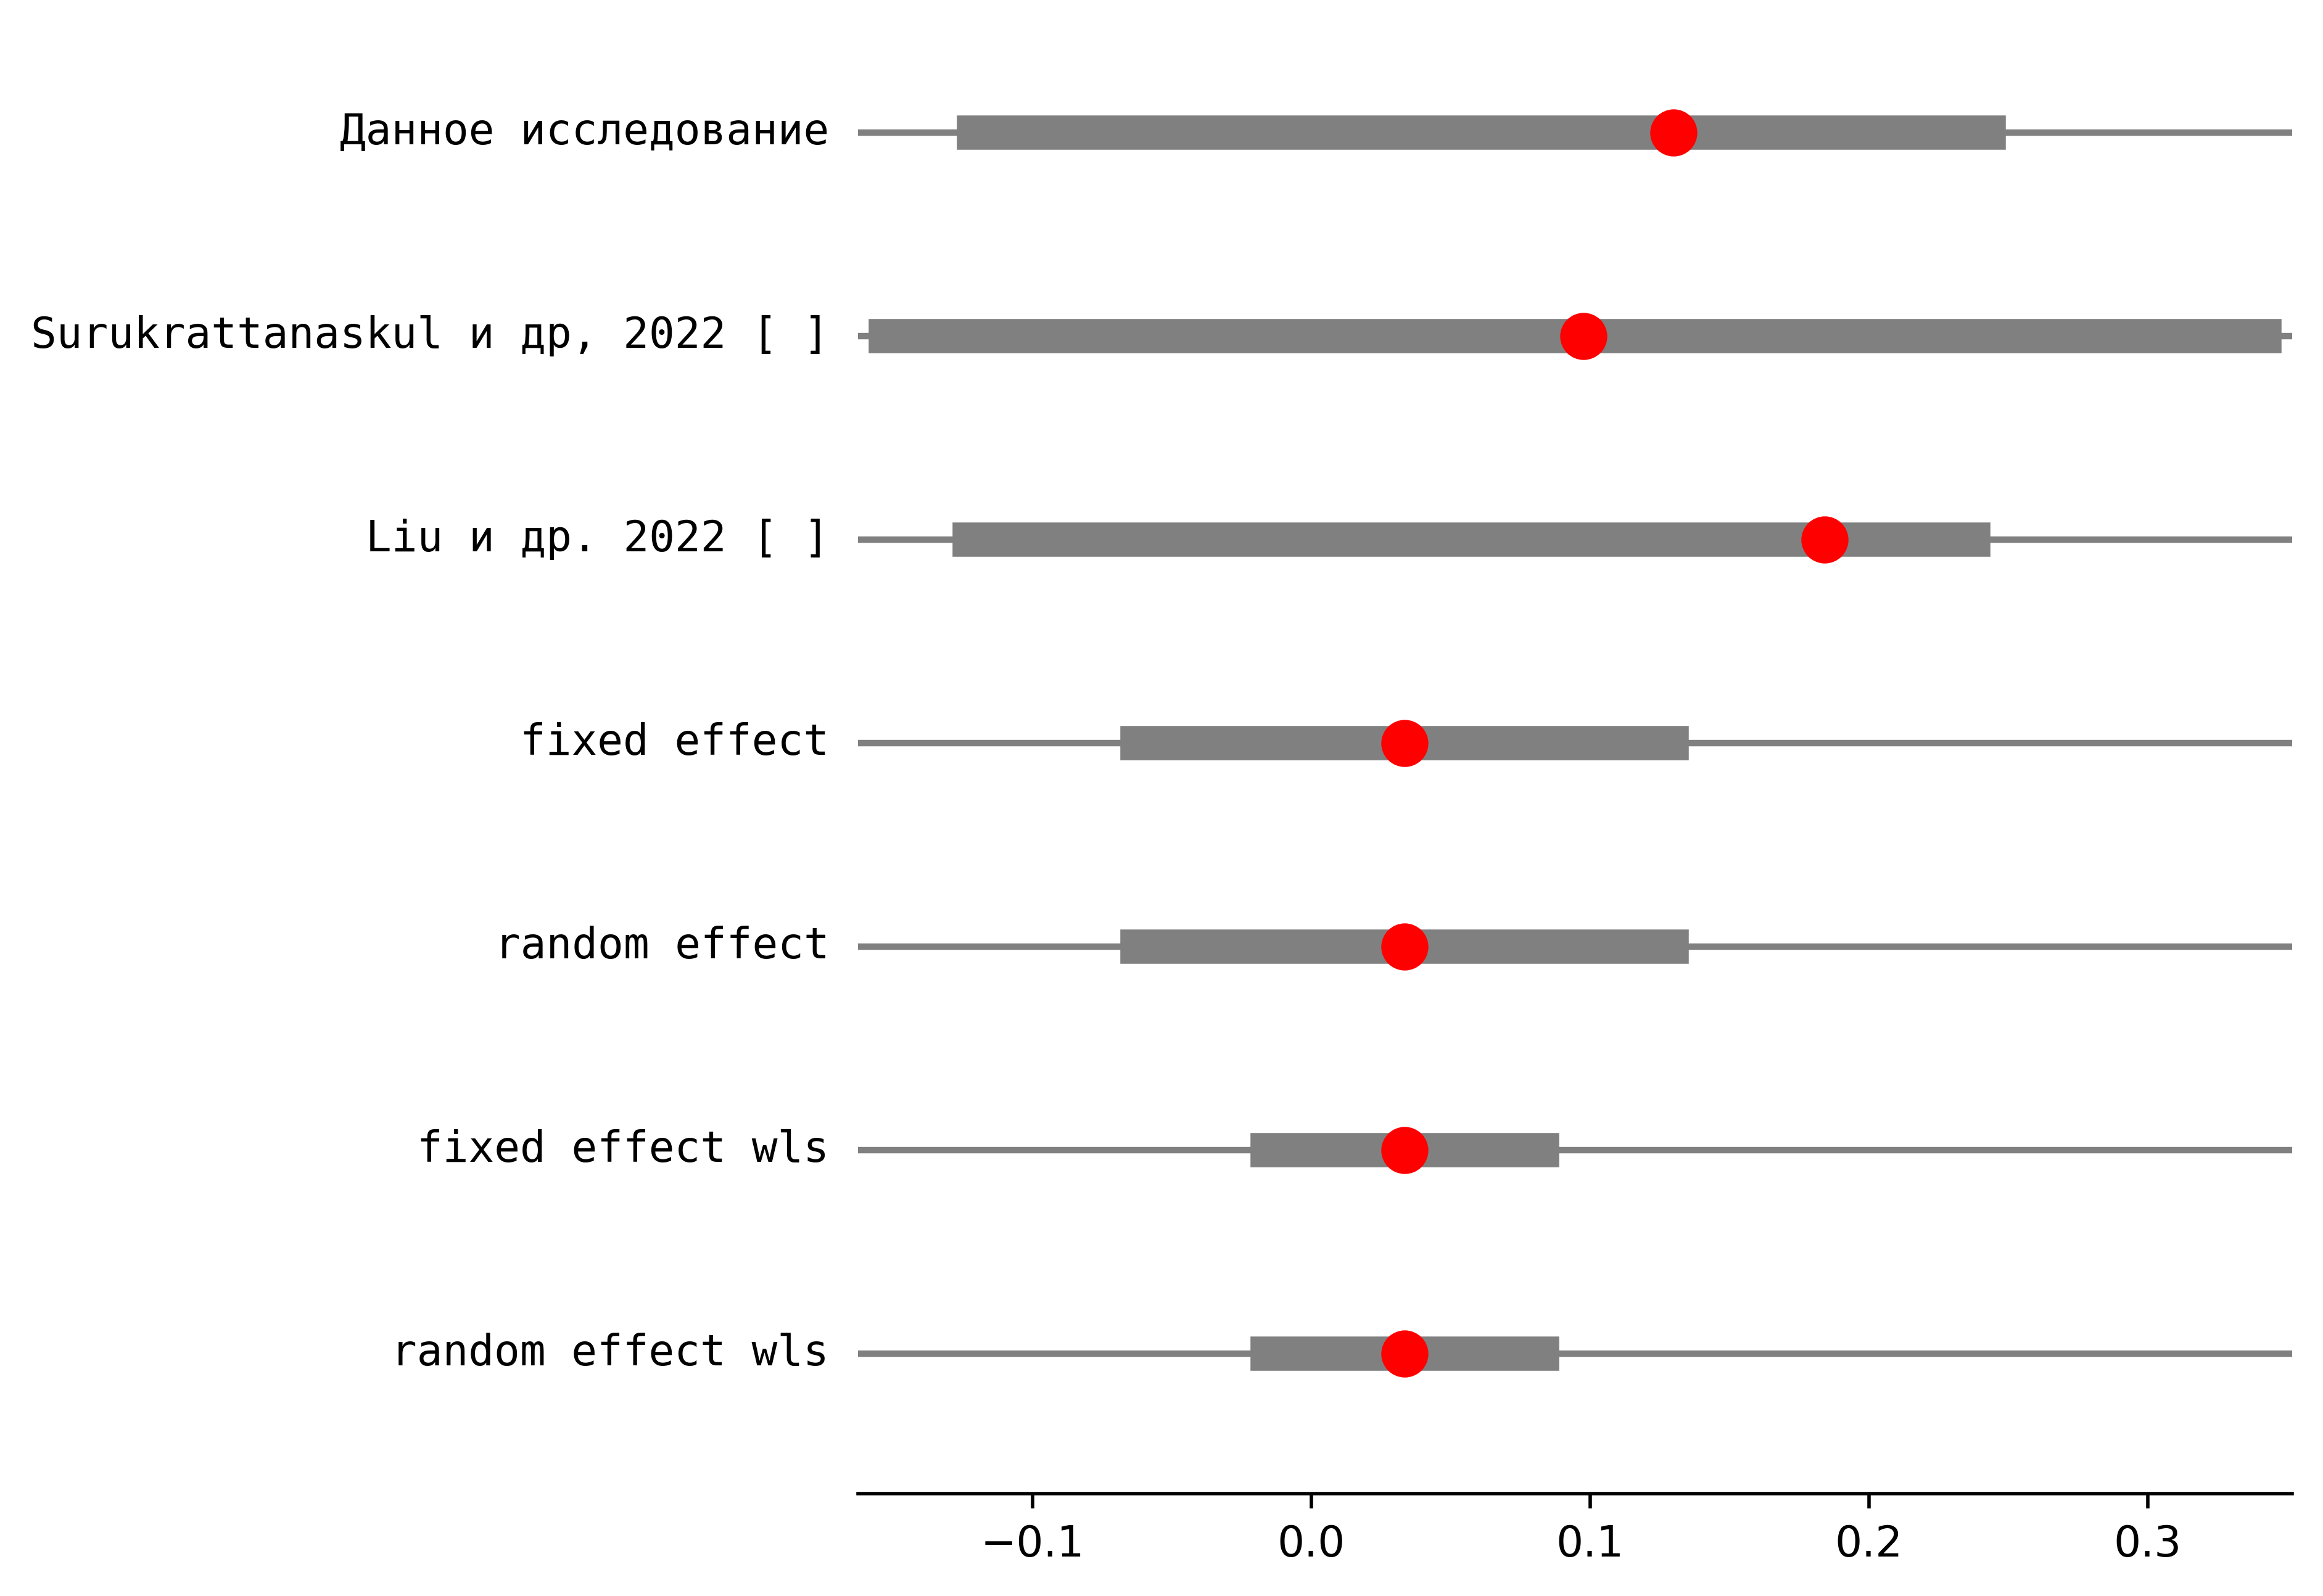 Данное исследование
Surukrattanaskul и др, 2022 [ ]
Liu и др. 2022 [ ]
fixed effect
random effect
fixed effect wls
random effect wls
−0.1 0.0 0.1 0.2 0.3